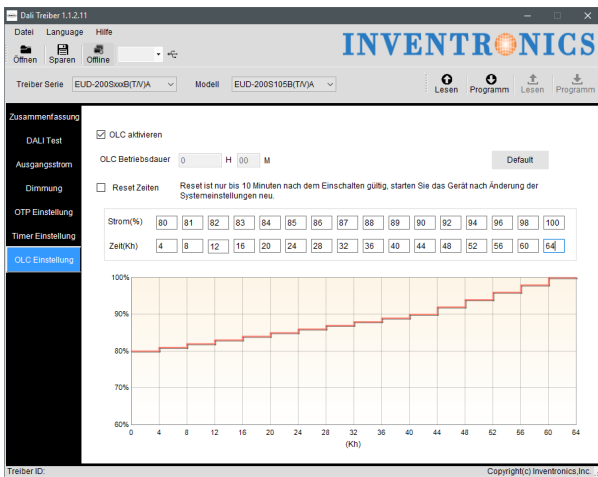 Dali Treiber 1.1.2.11
Datei Language Hilfe
Öffnen Sparen Offline
INVENTRONICS
Treiber Serie EUD-200SxxxB(T/V)A Modell EUD-200S105B(T/V)A Lesen Programm Lesen Programm
Zusammenfassung
DALI Test
Ausgangsstrom
Dimmung
OTP Einstellung
Timer Einstellung
OLC Einstellung
OLC aktivieren
OLC Betriebsdauer 0 H 00 M Default
Reset Zeiten Reset ist nur bis 10 Minuten nach dem Einschalten gültig, starten Sie das Gerät nach Änderung der
Systemeinstellungen neu.
Strom(%) 80 81 82 83 84 85 86 87 88 89 90 92 94 96 98 100
Zeit(Kh) 4 8 12 16 20 24 28 32 36 40 44 48 52 56 60 64
100%
90%
80%
70%
60%
0 4 8 12 16 20 24 28 32 36 40 44 48 52 56 60 64
(Kh)
Treiber ID: Copyright(c) Inventronics,Inc.